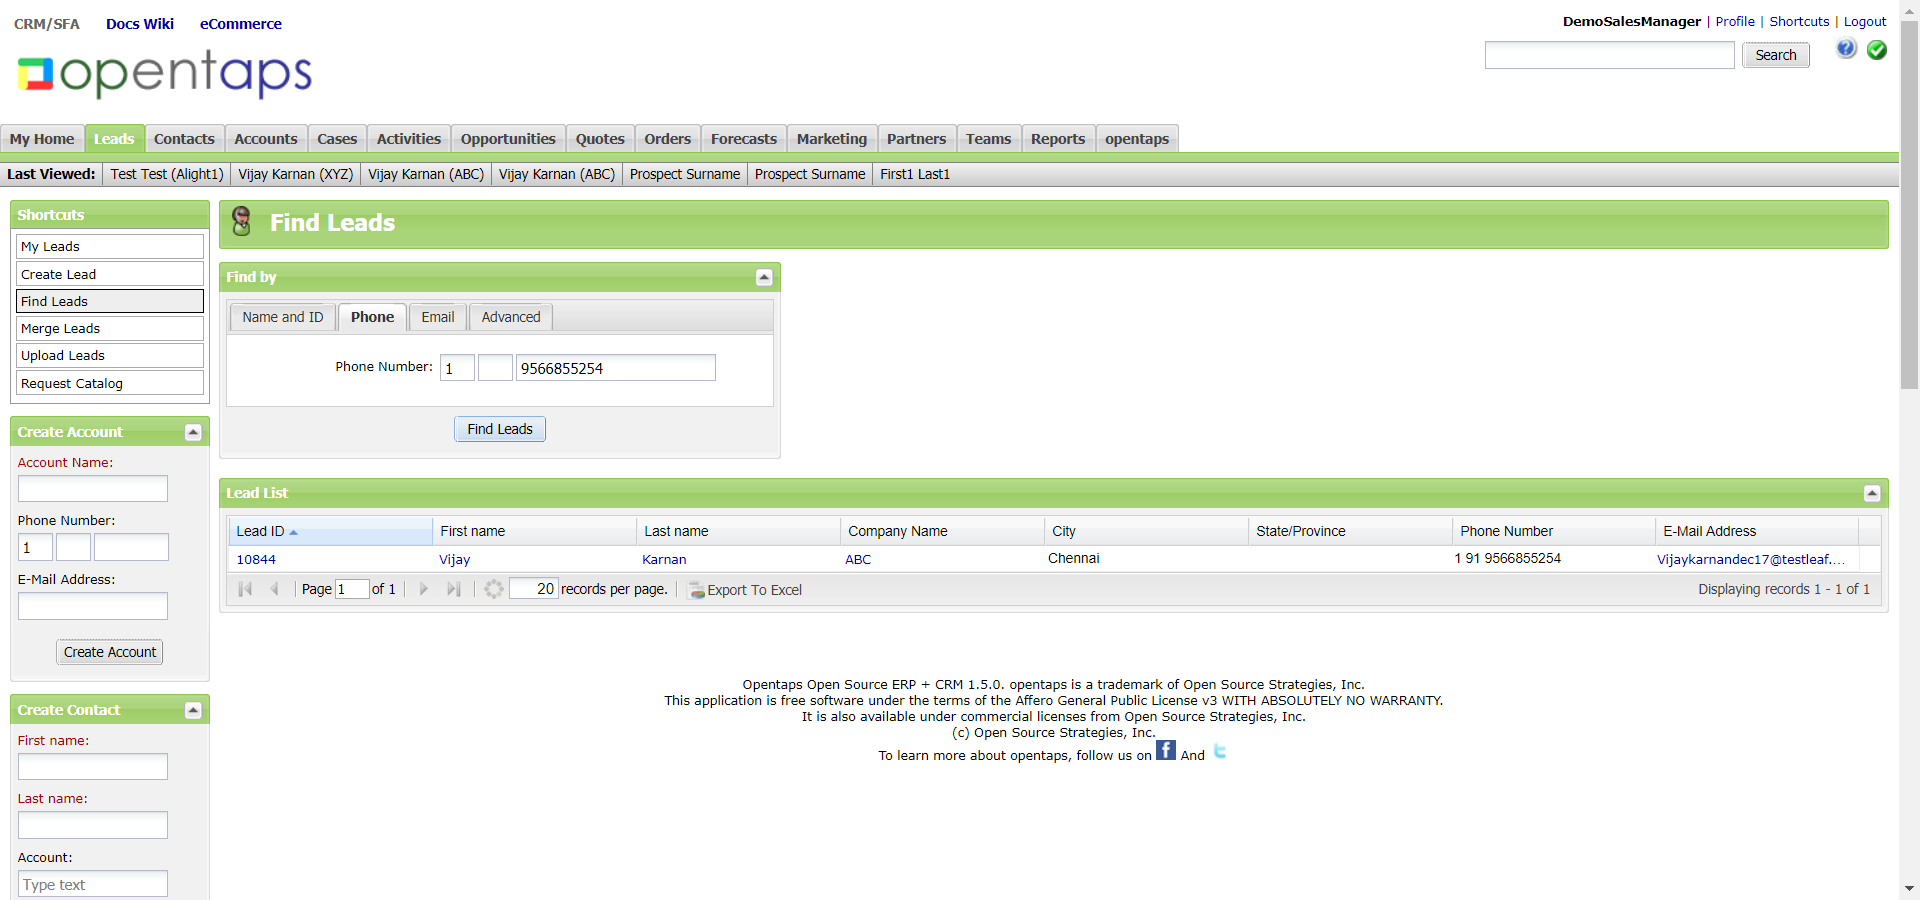 CRM/SFA Docs Wiki eCommerce
DemoSalesManager | Profile | Shortcuts | Logout
opentaps
Search
My Home Leads Contacts Accounts Cases Activities Opportunities Quotes Orders Forecasts Marketing Partners Teams Reports opentaps
Last Viewed: Test Test (Alight1) Vijay Karnan (XYZ) Vijay Karnan (ABC) Vijay Karnan (ABC) Prospect Surname Prospect Surname First1 Last1
Shortcuts
My Leads
Create Lead
Find Leads
Merge Leads
Upload Leads
Request Catalog
Create Account
Account Name:
Phone Number:
1
E-Mail Address:
Create Account
Create Contact
First name:
Last name:
Account:
Type text
Find Leads
Find by
Name and ID Phone Email Advanced
Phone Number: 1 9566855254
Find Leads
Lead List
Lead ID First name Last name Company Name City State/Province Phone Number E-Mail Address
10844 Vijay Karnan ABC Chennai 1 91 9566855254 Vijaykarnandec17@testleaf....
Page 1 of 1 20 records per page. Export To Excel Displaying records 1 - 1 of 1
Opentaps Open Source ERP + CRM 1.5.0. opentaps is a trademark of Open Source Strategies, Inc.
This application is free software under the terms of the Affero General Public License v3 WITH ABSOLUTELY NO WARRANTY.
It is also available under commercial licenses from Open Source Strategies, Inc.
(c) Open Source Strategies, Inc.
To learn more about opentaps, follow us on f And t